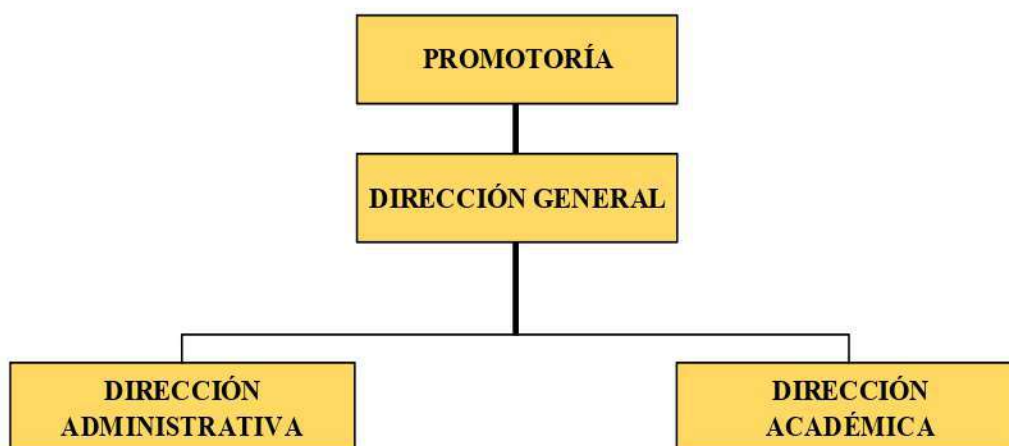 PROMOTORÍA
DIRECCIÓN GENERAL
DIRECCIÓN
ADMINISTRATIVA
DIRECCIÓN
ACADÉMICA